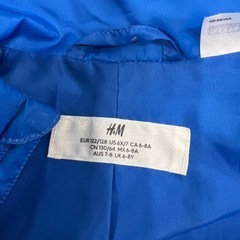 ©SEGA
H&M
EUR 122/128 US 6X/7 CA 6-8A
CN 130/64 MX 6-8A
AUS 7-8 UK 6-8Y